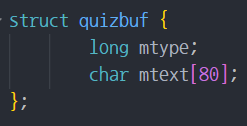 struct quizbuf {
        long mtype;
        char mtext[80];
};